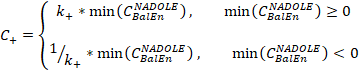 C₊ = { k₊ * min(C_BalEn^NADOLE) ,   min(C_BalEn^NADOLE) ≥ 0
1/k₊ * min(C_BalEn^NADOLE) ,   min(C_BalEn^NADOLE) < 0